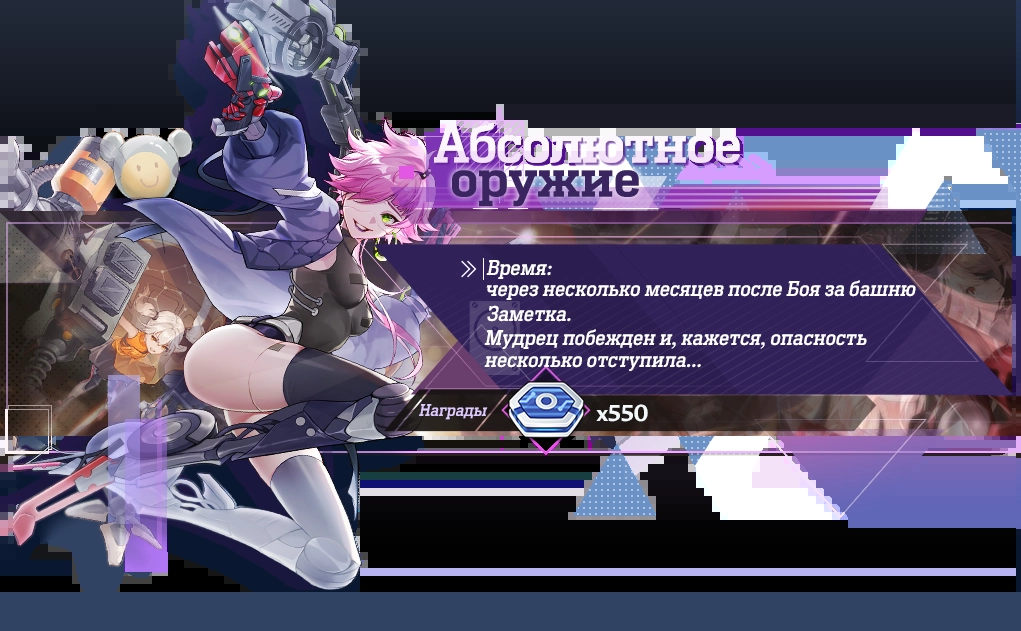 Абсолютное
оружие
Время:
через несколько месяцев после Боя за башню
Заметка.
Мудрец побежден и, кажется, опасность
несколько отступила...
Награды
x550